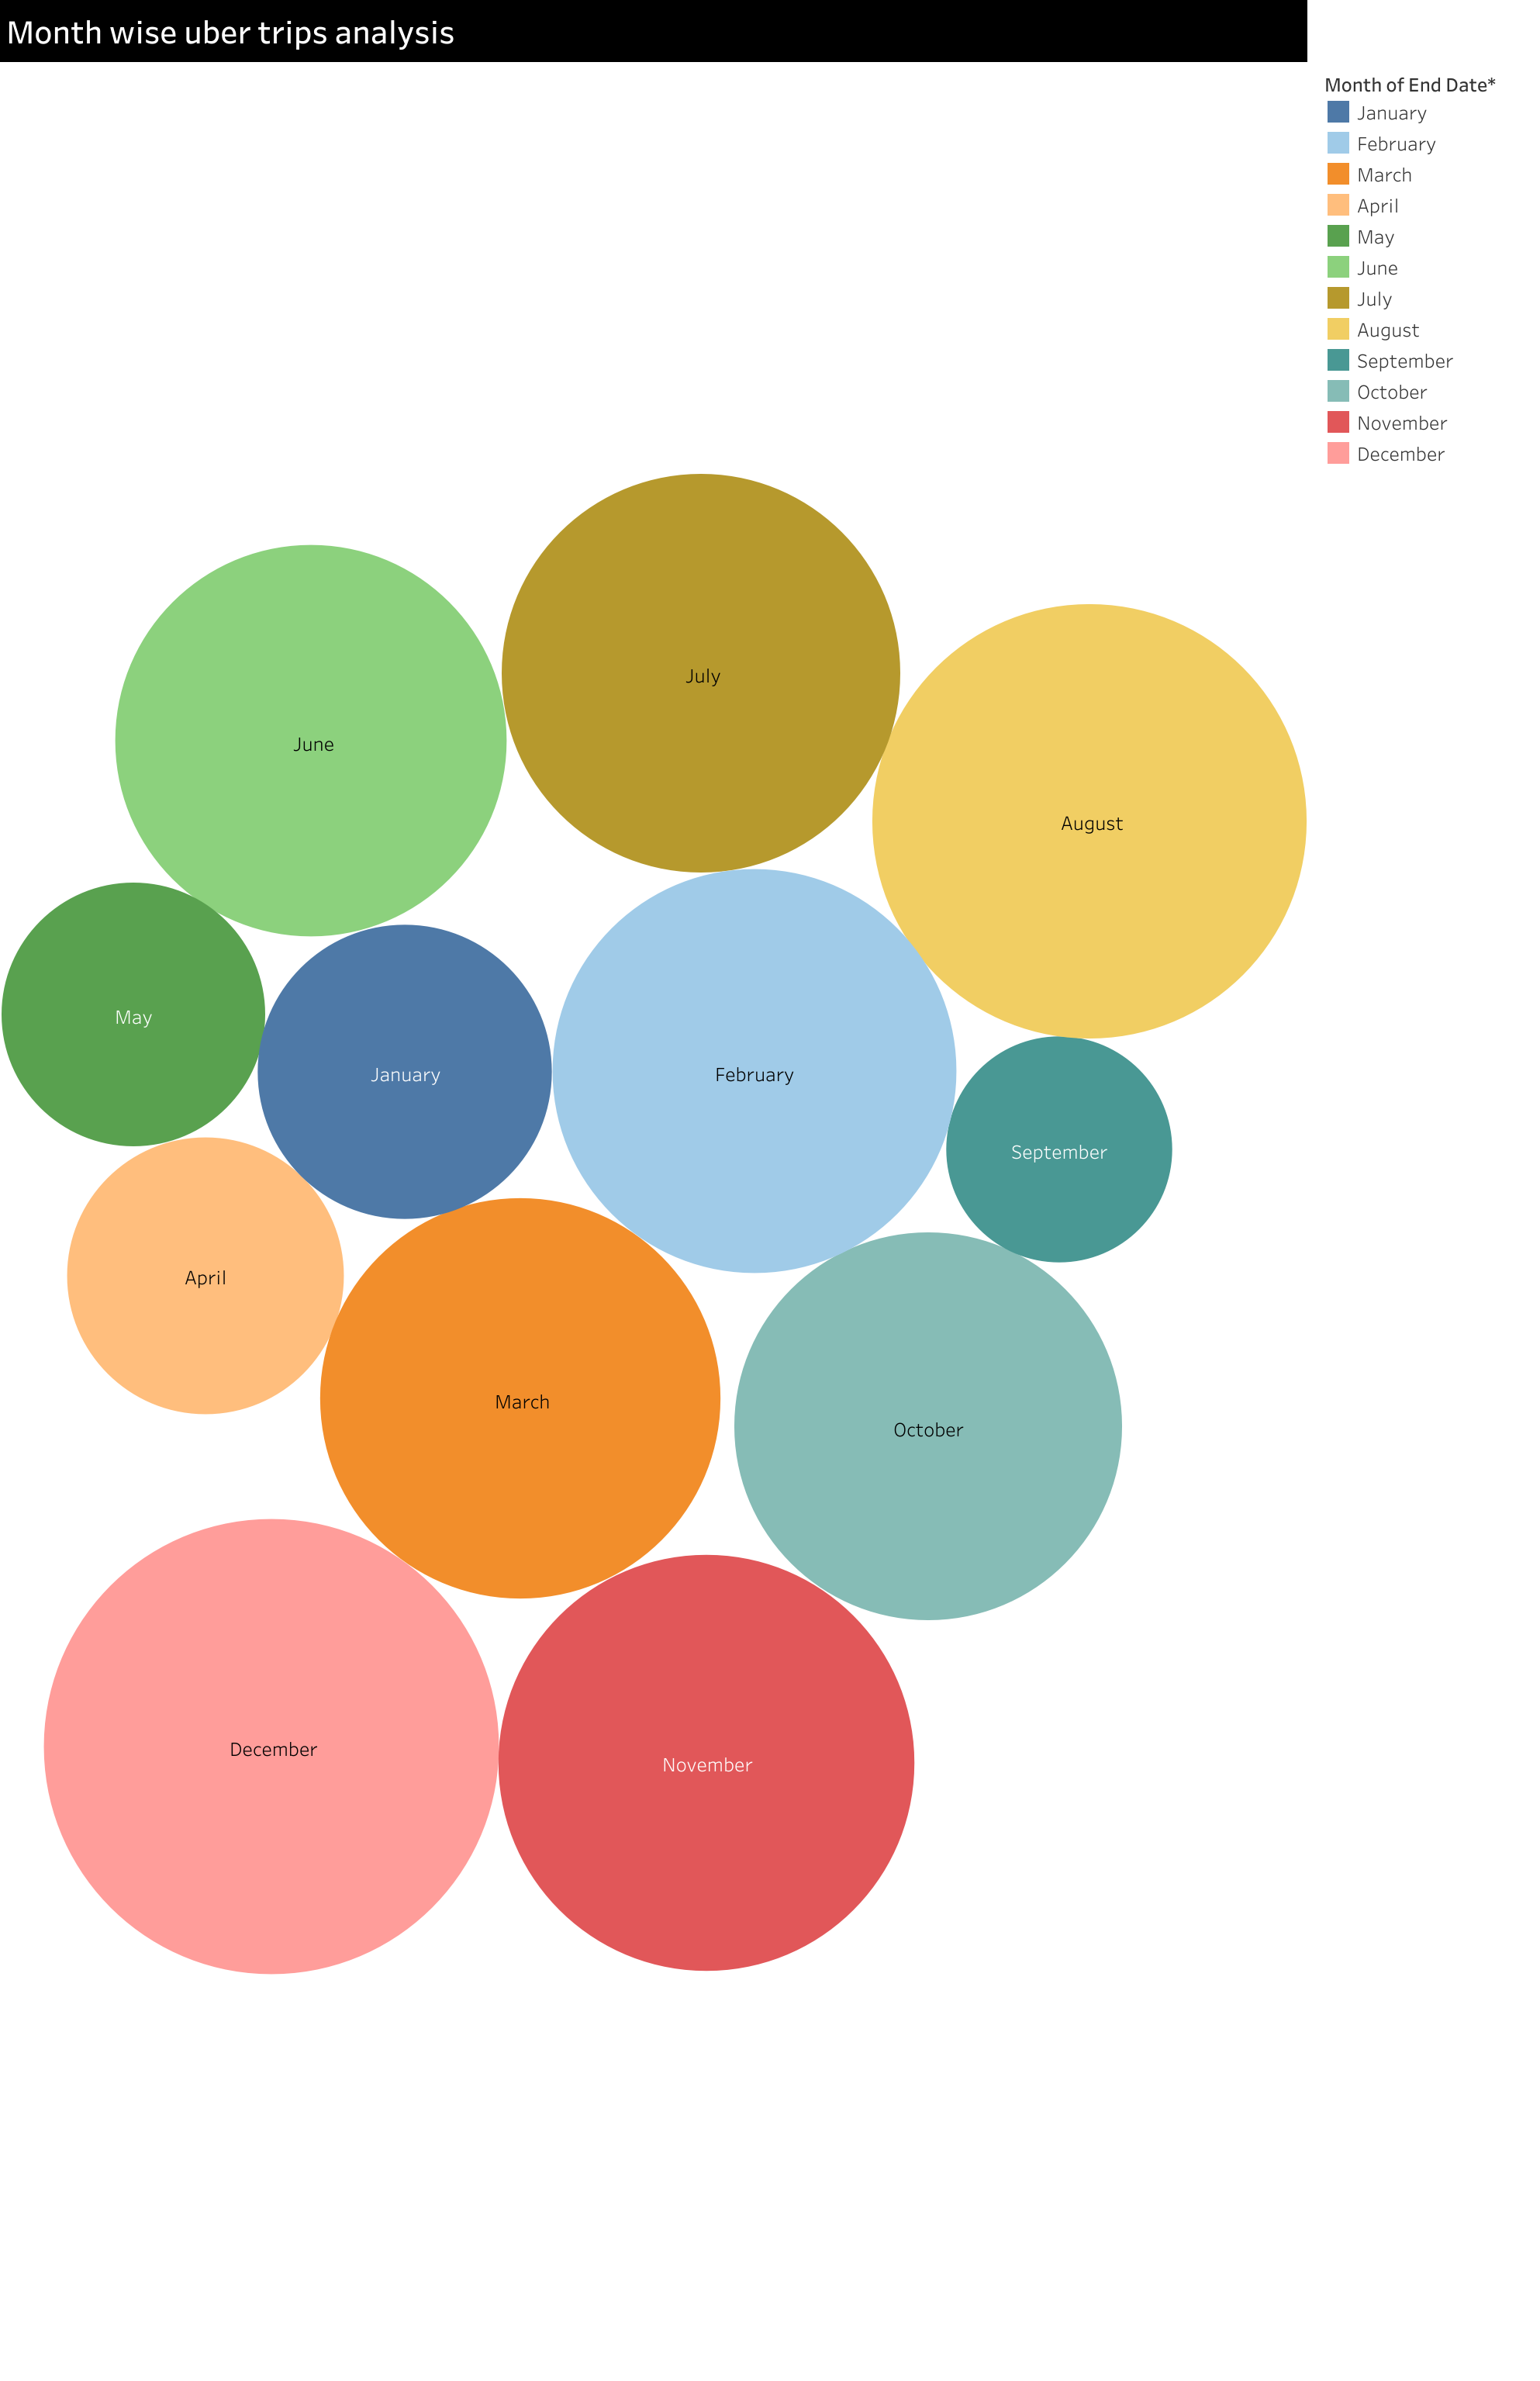 Month wise uber trips analysis
Month of End Date*
January
February
March
April
May
June
July
August
September
October
November
December
July
June
August
May
January
February
September
April
March
October
December
November